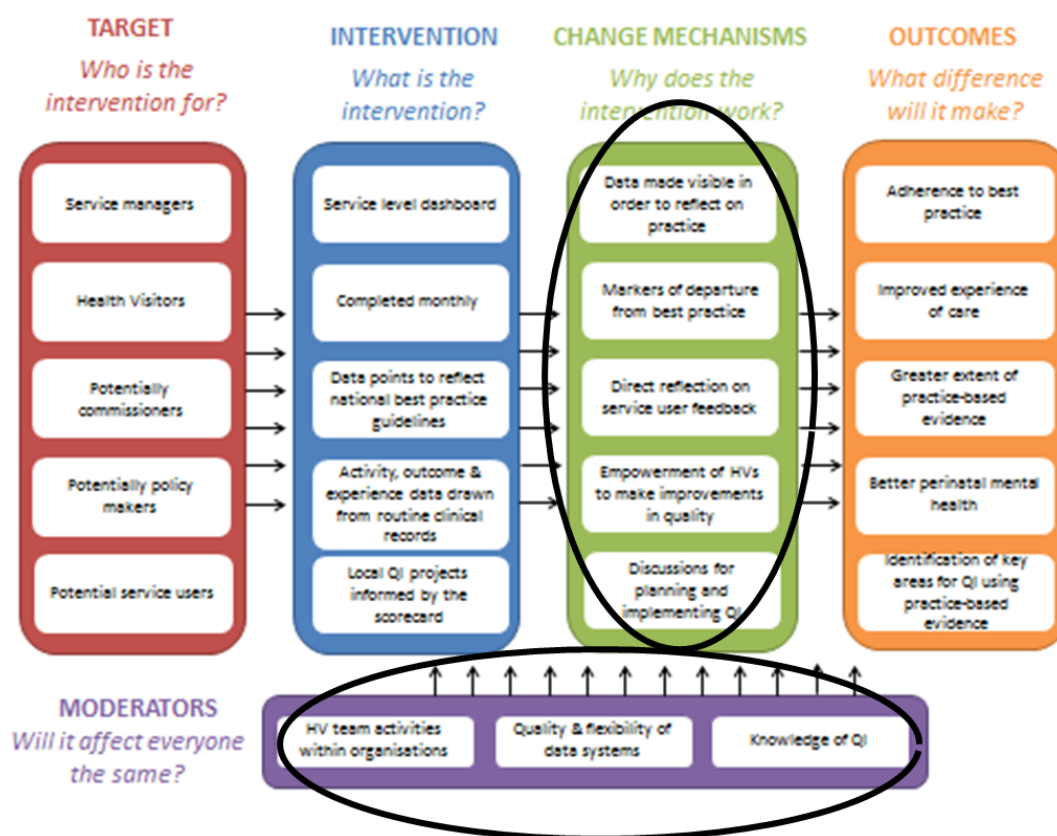 TARGET
Who is the
intervention for?
Service managers
Health Visitors
Potentially
commissioners
Potentially policy
makers
Potential service users
INTERVENTION
What is the
intervention?
Service level dashboard
Completed monthly
Data points to reflect
national best practice
guidelines
Activity, outcome &
experience data drawn
from routine clinical
records
Local QI projects
informed by the
scorecard
CHANGE MECHANISMS
Why does the
intervention work?
Data made visible in
order to reflect on
practice
Markers of departure
from best practice
Direct reflection on
service user feedback
Empowerment of HVs
to make improvements
in quality
Discussions for
planning and
implementing QI
OUTCOMES
What difference
will it make?
Adherence to best
practice
Improved experience
of care
Greater extent of
practice-based
evidence
Better perinatal mental
health
Identification of key
areas for QI using
practice-based
evidence
MODERATORS
Will it affect everyone
the same?
HV team activities
within organisations
Quality & flexibility of
data systems
Knowledge of QI